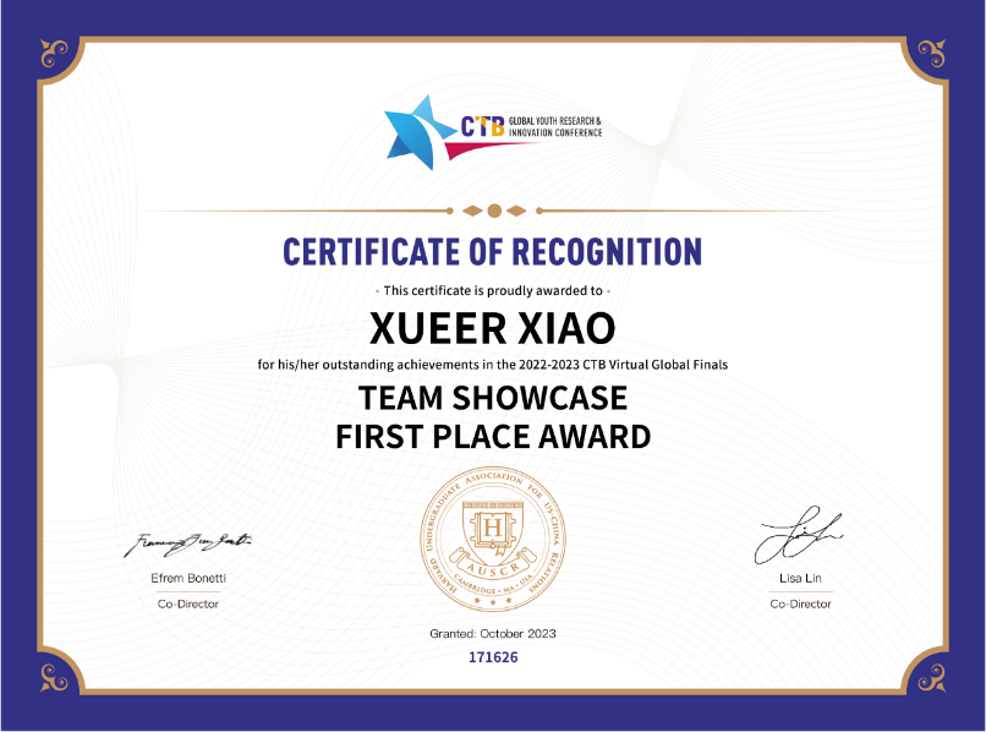 CTB GLOBAL YOUTH RESEARCH &
INNOVATION CONFERENCE
CERTIFICATE OF RECOGNITION
· This certificate is proudly awarded to ·
XUEER XIAO
for his/her outstanding achievements in the 2022-2023 CTB Virtual Global Finals
TEAM SHOWCASE
FIRST PLACE AWARD
HARVARD UNDERGRADUATE ASSOCIATION FOR US-CHINA RELATIONS
H
AUSCR
CAMBRIDGE · MA · USA
Efrem Bonetti
Co-Director
Lisa Lin
Co-Director
Granted: October 2023
171626